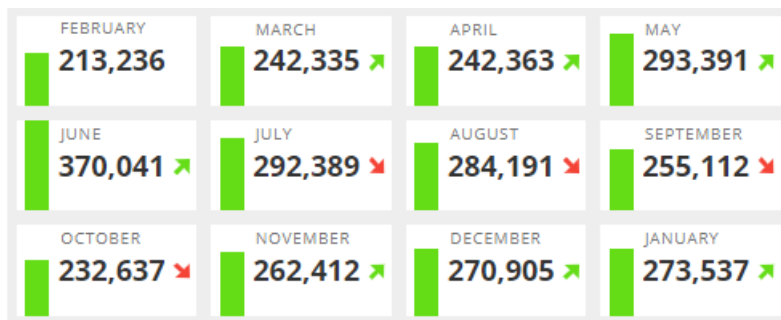 FEBRUARY
213,236
MARCH
242,335
APRIL
242,363
MAY
293,391
JUNE
370,041
JULY
292,389
AUGUST
284,191
SEPTEMBER
255,112
OCTOBER
232,637
NOVEMBER
262,412
DECEMBER
270,905
JANUARY
273,537